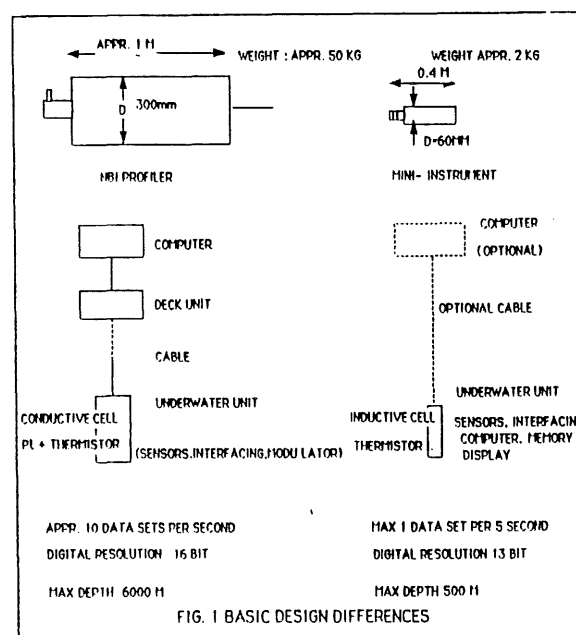 APPR. 1 M
WEIGHT : APPR. 50 KG
D 300mm
NBI PROFILER
COMPUTER
DECK UNIT
CABLE
UNDERWATER UNIT
CONDUCTIVE CELL
Pt + THERMISTOR
(SENSORS,INTERFACING,MODULATOR)
APPR. 10 DATA SETS PER SECOND
DIGITAL RESOLUTION 16 BIT
MAX DEPTH 6000 M
WEIGHT APPR. 2 KG
0.4 M
D=60MM
MINI- INSTRUMENT
COMPUTER
(OPTIONAL)
OPTIONAL CABLE
UNDERWATER UNIT
INDUCTIVE CELL
THERMISTOR
SENSORS, INTERFACIN
COMPUTER, MEMORY
DISPLAY
MAX 1 DATA SET PER 5 SECOND
DIGITAL RESOLUTION 13 BIT
MAX DEPTH 500 M
FIG. 1 BASIC DESIGN DIFFERENCES